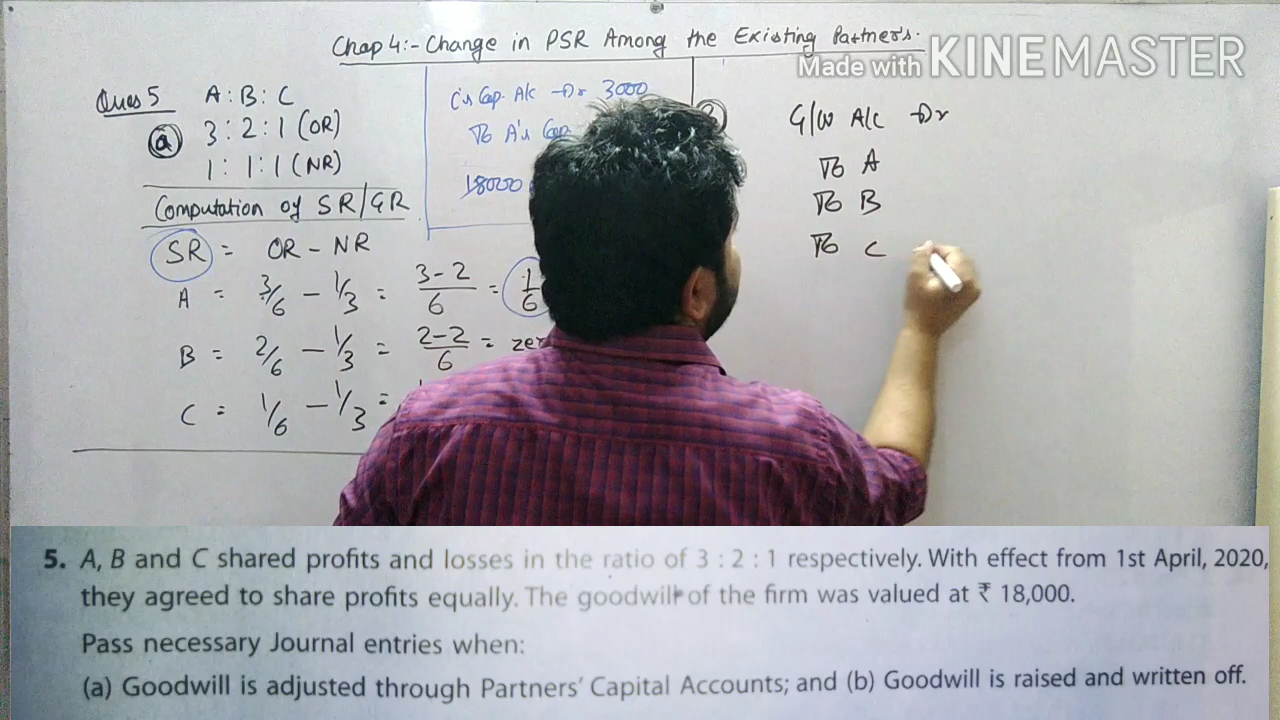 Chap 4:- Change in PSR Among the Existing Partner's.
Made with KINEMASTER
Ques 5 A : B : C
(a) 3 : 2 : 1 (OR)
1 : 1 : 1 (NR)
Computation of SR/GR
SR = OR - NR
A = 3/6 - 1/3 = 3-2/6 = 1/6
B = 2/6 - 1/3 = 2-2/6 =
C = 1/6 - 1/3 =
C's Cap. A/c Dr 3000
To A's Cap
18000
G/W A/c Dr
To A
To B
To C
5. A, B and C shared profits and losses in the ratio of 3 : 2 : 1 respectively. With effect from 1st April, 2020,
they agreed to share profits equally. The goodwill of the firm was valued at ₹ 18,000.
Pass necessary Journal entries when:
(a) Goodwill is adjusted through Partners' Capital Accounts; and (b) Goodwill is raised and written off.